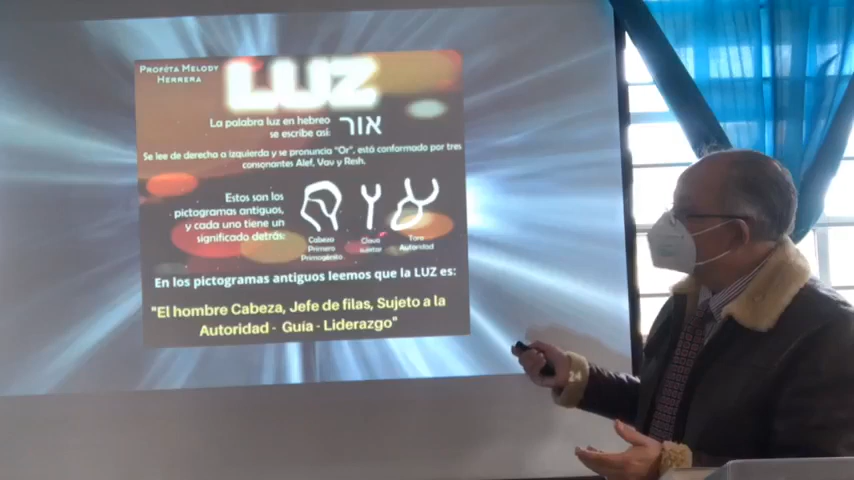 PROFETA MELODY
HERRERA
LUZ
La palabra luz en hebreo
se escribe asi:
אור
Se lee de derecha a izquierda y se pronuncia "Or", está conformado por tres
consonantes Alef, Vav y Resh.
Estos son los
pictogramas antiguos,
y cada uno tiene un
significado detrás:
Cabeza
Primero
Primogénito
Clavo
sujetar
Toro
Autoridad
En los pictogramas antiguos leemos que la LUZ es:
"El hombre Cabeza, Jefe de filas, Sujeto a la
Autoridad - Guía - Liderazgo"